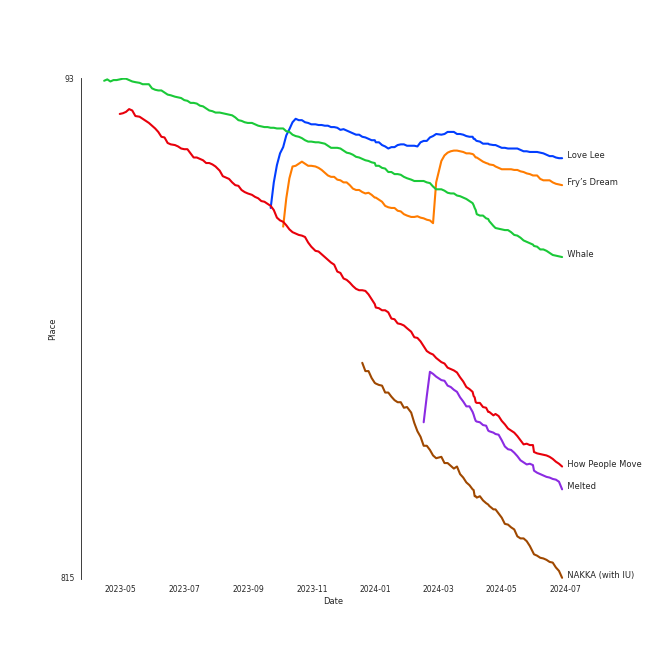 93
Love Lee
Fry's Dream
Whale
Place
How People Move
Melted
815
NAKKA (with IU)
2023-05 2023-07 2023-09 2023-11 2024-01 2024-03 2024-05 2024-07
Date